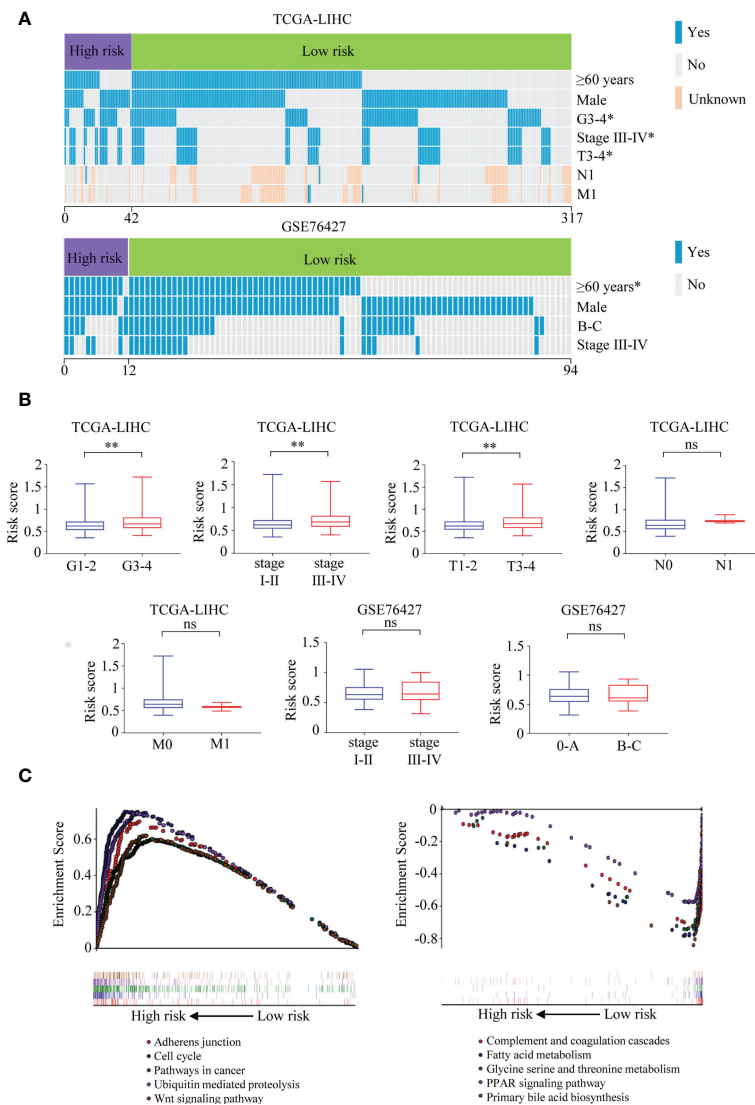 A
TCGA-LIHC
High risk
Low risk
Yes
No
Unknown
≥60 years
Male
G3-4*
Stage III-IV*
T3-4*
N1
M1
0
42
317
GSE76427
High risk
Low risk
Yes
No
≥60 years*
Male
B-C
Stage III-IV
0
12
94
B
TCGA-LIHC
**
Risk score
2
1.5
1
0.5
0
G1-2
G3-4
TCGA-LIHC
**
Risk score
2
1.5
1
0.5
0
stage
I-II
stage
III-IV
TCGA-LIHC
**
Risk score
2
1.5
1
0.5
0
T1-2
T3-4
TCGA-LIHC
ns
Risk score
2
1.5
1
0.5
0
N0
N1
TCGA-LIHC
ns
Risk score
2
1.5
1
0.5
0
M0
M1
GSE76427
ns
Risk score
1.5
1
0.5
0
stage
I-II
stage
III-IV
GSE76427
ns
Risk score
1.5
1
0.5
0
0-A
B-C
C
Enrichment Score
0.6
0.4
0.2
0
High risk
Low risk
Adherens junction
Cell cycle
Pathways in cancer
Ubiquitin mediated proteolysis
Wnt signaling pathway
Enrichment Score
0
-0.2
-0.4
-0.6
-0.8
High risk
Low risk
Complement and coagulation cascades
Fatty acid metabolism
Glycine serine and threonine metabolism
PPAR signaling pathway
Primary bile acid biosynthesis